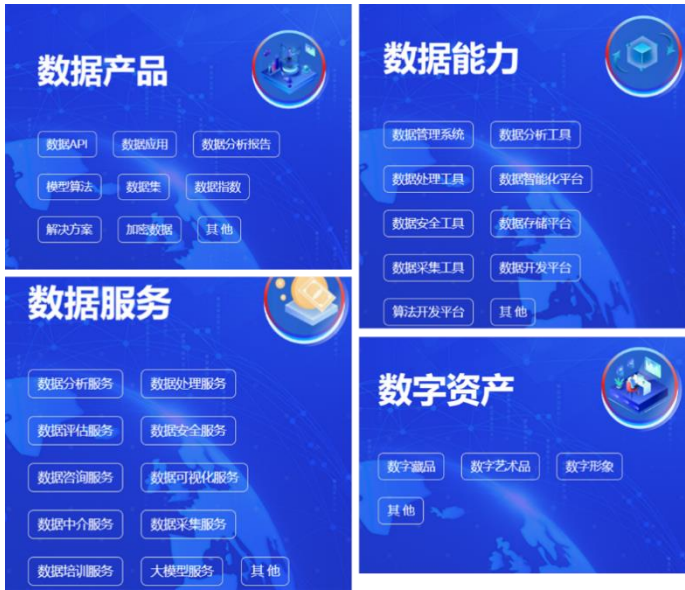 数据产品
数据API 数据应用 数据分析报告
模型算法 数据集 数据指数
解决方案 加密数据 其他
数据能力
数据管理系统 数据分析工具
数据处理工具 数据智能化平台
数据安全工具 数据存储平台
数据采集工具 数据开发平台
算法开发平台 其他
数据服务
数据分析服务 数据处理服务
数据评估服务 数据安全服务
数据咨询服务 数据可视化服务
数据中介服务 数据采集服务
数据培训服务 大模型服务 其他
数字资产
数字藏品 数字艺术品 数字形象
其他